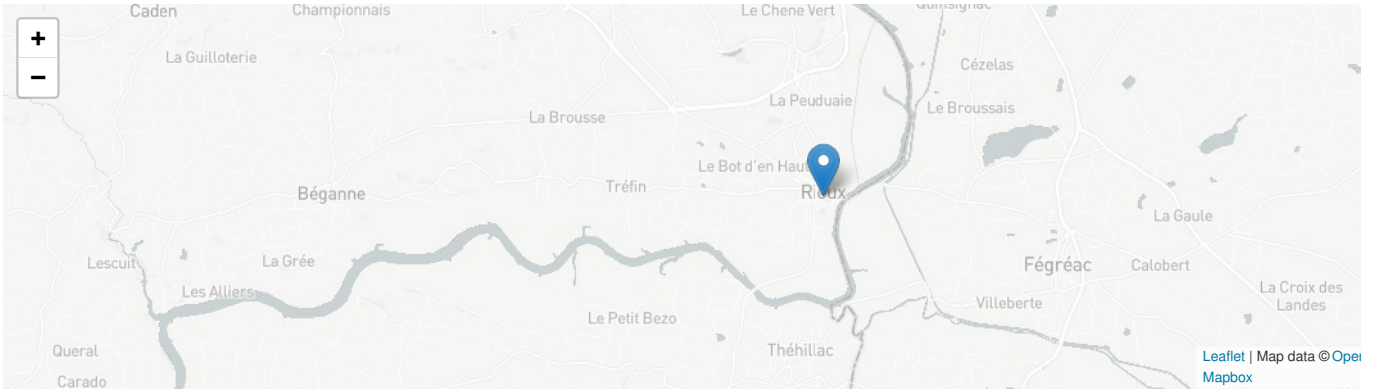 Caden
Championnais
Le Chene Vert
Quinsignac
+
La Guilloterie
Cézelas
−
La Peuduaie
Le Broussais
La Brousse
Le Bot d'en Haut
Béganne
Tréfin
Rieux
La Gaule
Lescuit
La Grée
Fégréac
Calobert
Les Alliers
Villeberte
La Croix des
Landes
Le Petit Bezo
Queral
Théhillac
Leaflet | Map data © Open
Carado
Mapbox